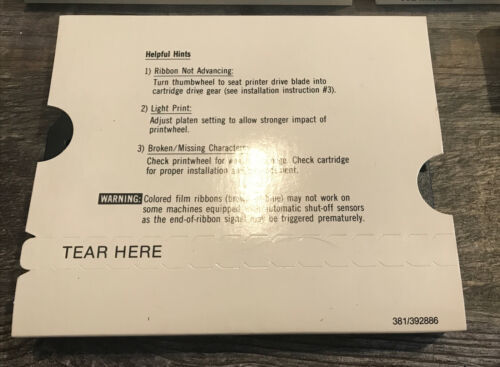 Helpful Hints
1) Ribbon Not Advancing:
Turn thumbwheel to seat printer drive blade into
cartridge drive gear (see installation instruction #3).
2) Light Print:
Adjust platen setting to allow stronger impact of
printwheel.
3) Broken/Missing
Check printwheel for Check cartridge
for proper installation
WARNING: Colored film ribbons may not work on
some machines equipped automatic shut-off sensors
as the end-of-ribbon may be triggered prematurely.
TEAR HERE
381/392886